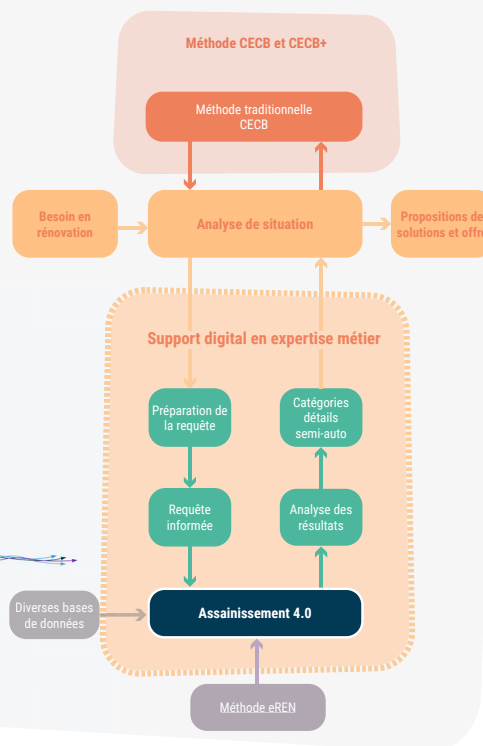 Méthode CECB et CECB+
Méthode traditionnelle
CECB
Besoin en
rénovation
Analyse de situation
Propositions de
solutions et offre
Support digital en expertise métier
Préparation de
la requête
Catégories
détails
semi-auto
Requête
informée
Analyse des
résultats
Diverses bases
de données
Assainissement 4.0
Méthode eREN